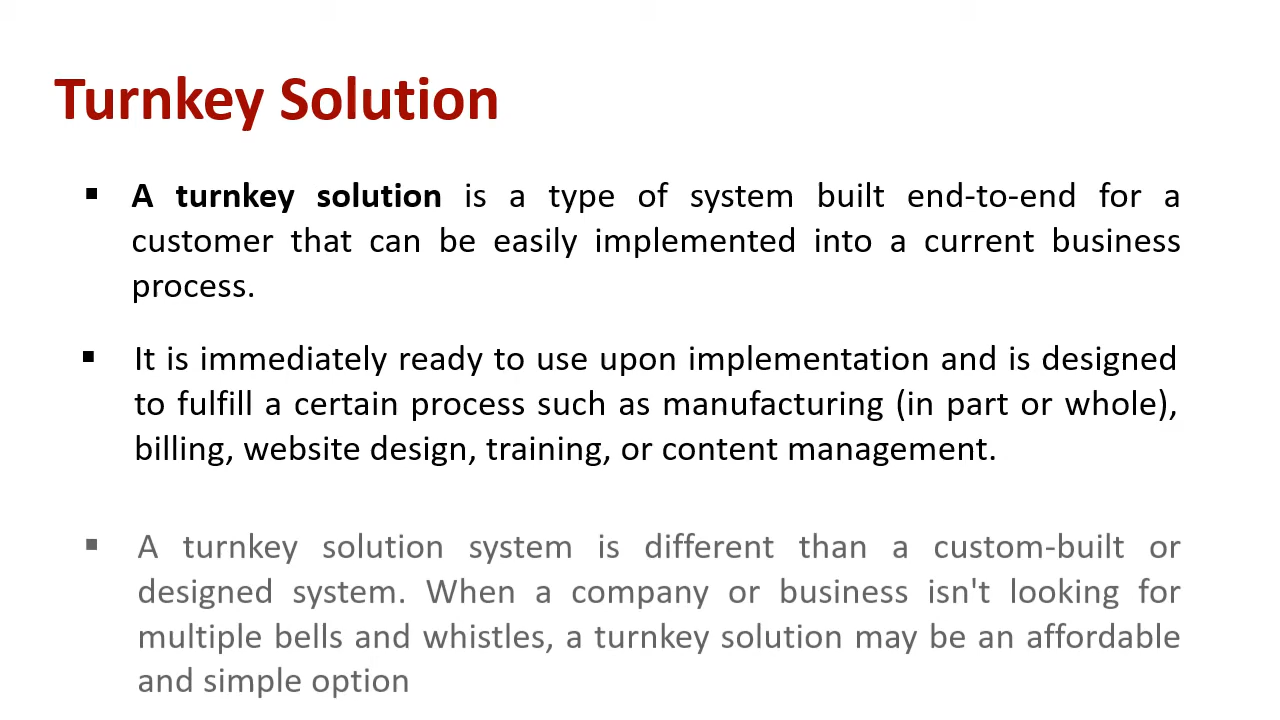 Turnkey Solution
▪ A turnkey solution is a type of system built end-to-end for a
customer that can be easily implemented into a current business
process.
▪ It is immediately ready to use upon implementation and is designed
to fulfill a certain process such as manufacturing (in part or whole),
billing, website design, training, or content management.
▪ A turnkey solution system is different than a custom-built or
designed system. When a company or business isn't looking for
multiple bells and whistles, a turnkey solution may be an affordable
and simple option